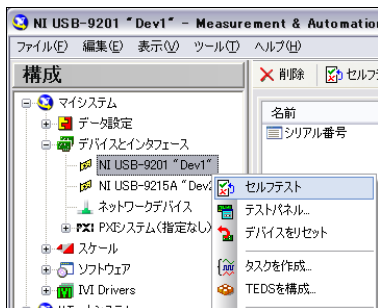 NI USB-9201 "Dev1" - Measurement & Automation
ファイル(F) 編集(E) 表示(V) ツール(T) ヘルプ(H)
構成
削除 セルフ
マイシステム
データ設定
デバイスとインタフェース
NI USB-9201 "Dev1"
NI USB-9215A "Dev
ネットワークデバイス
PXI PXIシステム(指定なし)
スケール
ソフトウェア
IVI Drivers
名前
シリアル番号
セルフテスト
テストパネル...
デバイスをリセット
タスクを作成...
TEDSを構成...